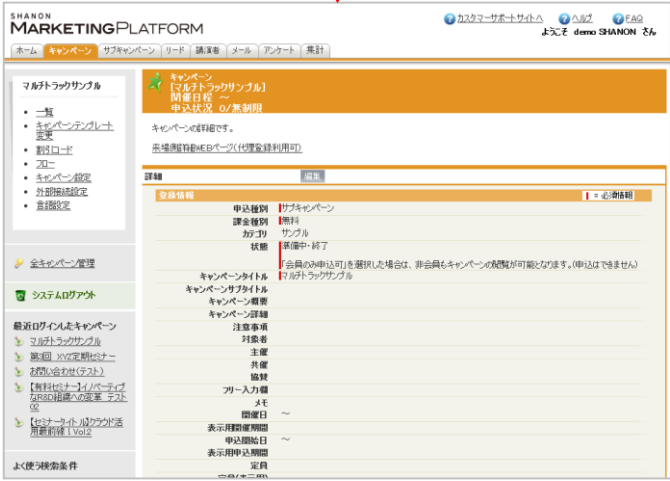 SHANON
MARKETINGPLATFORM
カスタマーサポートサイトへ ヘルプ FAQ
ようこそ demo SHANON さん
ホーム キャンペーン サブキャンペーン リード 講演者 メール アンケート 集計
マルチトラックサンプル
・ 一覧
・ キャンペーンテンプレート
変更
・ 割引コード
・ フロー
・ キャンペーン設定
・ 外部接続設定
・ 言語設定
全キャンペーン管理
システムログアウト
最近ログインしたキャンペーン
マルチトラックサンプル
第3回 XYZ定期セミナー
お問い合わせ(テスト)
【有料セミナー】イノベーティブ
なR&D組織への変革 テスト
02
【セミナータイトル】クラウド活
用最前線！Vol.2
よく使う検索条件
キャンペーン
[マルチトラックサンプル]
開催日程 ～
申込状況 0/無制限
キャンペーンの詳細です。
来場者詳細WEBページ(代理登録利用可)
詳細 編集
登録情報 = 必須情報
申込種別 サブキャンペーン
課金種別 無料
カテゴリ サンプル
状態 準備中・終了
「会員のみ申込可」を選択した場合は、非会員もキャンペーンの閲覧が可能となります。(申込はできません)
キャンペーンタイトル マルチトラックサンプル
キャンペーンサブタイトル
キャンペーン概要
キャンペーン詳細
注意事項
対象者
主催
共催
協賛
フリー入力欄
メモ
開催日 ～
表示用開催期間
申込開始日 ～
表示用申込期間
定員
定員(表示用)